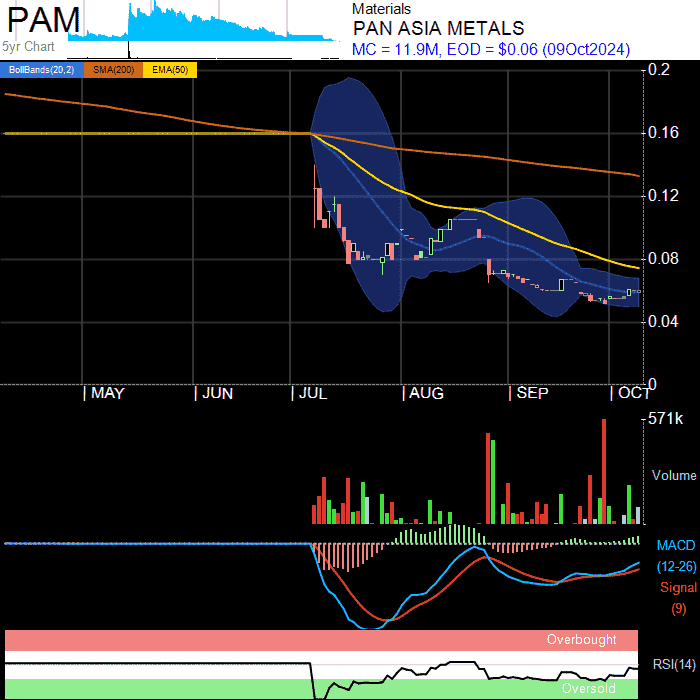 PAM
5yr Chart
Materials
PAN ASIA METALS
MC = 11.9M, EOD = $0.06 (09Oct2024)
BollBands(20,2) SMA(200) EMA(50)
0.2
0.16
0.12
0.08
0.04
0
MAY JUN JUL AUG SEP OCT
571k
Volume
MACD
(12-26)
Signal
(9)
Overbought
RSI(14)
Oversold